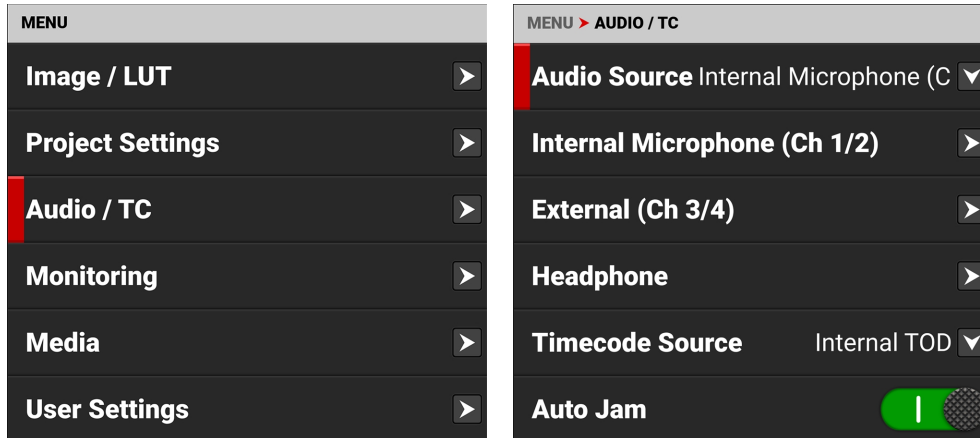 MENU
Image / LUT
Project Settings
Audio / TC
Monitoring
Media
User Settings
MENU ➤ AUDIO / TC
Audio Source Internal Microphone (C
Internal Microphone (Ch 1/2)
External (Ch 3/4)
Headphone
Timecode Source Internal TOD
Auto Jam